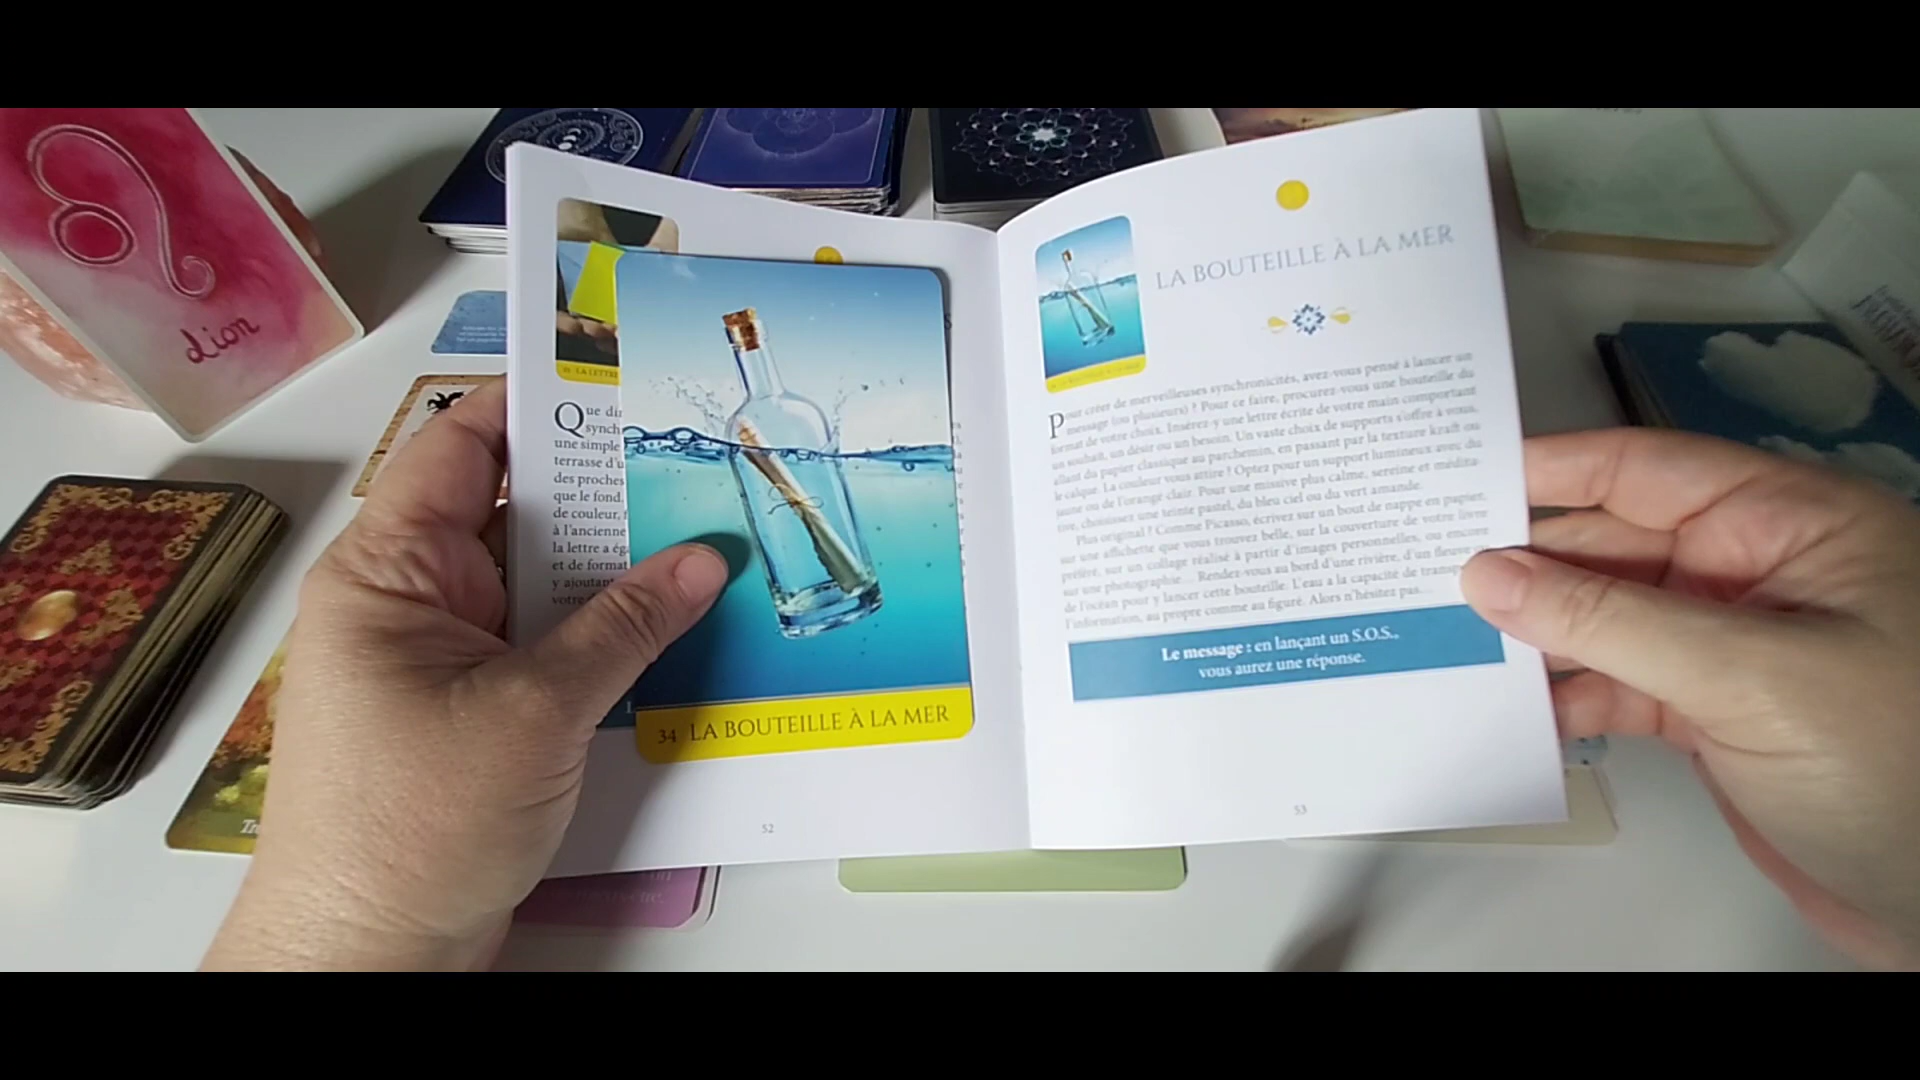 Lion
33 LA LETTRE
Que di
synch
une simple
terrasse d'u
des proches
que le fond.
de couleur,
à l'ancienne
la lettre a ég
et de format
y ajoutant
votre
34 LA BOUTEILLE À LA MER
52
LA BOUTEILLE À LA MER
34 LA BOUTEILLE À LA MER
Pour créer de merveilleuses synchronicités, avez-vous pensé à lancer un
message (ou plusieurs) ? Pour ce faire, procurez-vous une bouteille du
format de votre choix. Insérez-y une lettre écrite de votre main comportant
un souhait, un désir ou un besoin. Un vaste choix de supports s'offre à vous,
allant du papier classique au parchemin, en passant par la texture kraft ou
le calque. La couleur vous attire ? Optez pour un support lumineux avec du
jaune ou de l'orange clair. Pour une missive plus calme, sereine et médita-
tive, choisissez une teinte pastel, du bleu ciel ou du vert amande.
Plus original ? Comme Picasso, écrivez sur un bout de nappe en papier,
sur une affichette que vous trouvez belle, sur la couverture de votre livre
préféré, sur un collage réalisé à partir d'images personnelles, ou encore
sur une photographie... Rendez-vous au bord d'une rivière, d'un fleuve
de l'océan pour y lancer cette bouteille. L'eau a la capacité de
l'information, au propre comme au figuré. Alors n'hésitez pas...
Le message : en lançant un S.O.S.,
vous aurez une réponse.
53